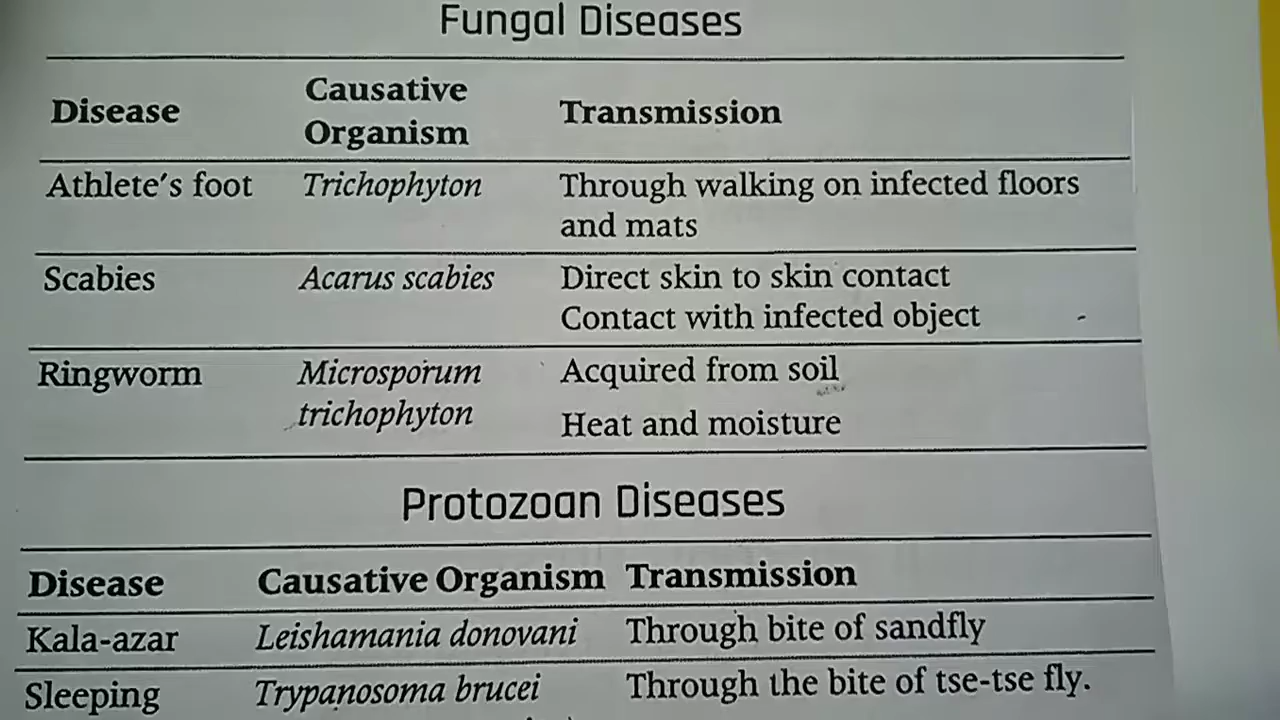 Fungal Diseases
Disease Causative Organism Transmission
Athlete's foot Trichophyton Through walking on infected floors
and mats
Scabies Acarus scabies Direct skin to skin contact
Contact with infected object
Ringworm Microsporum Acquired from soil
trichophyton Heat and moisture
Protozoan Diseases
Disease Causative Organism Transmission
Kala-azar Leishamania donovani Through bite of sandfly
Sleeping Trypanosoma brucei Through the bite of tse-tse fly.